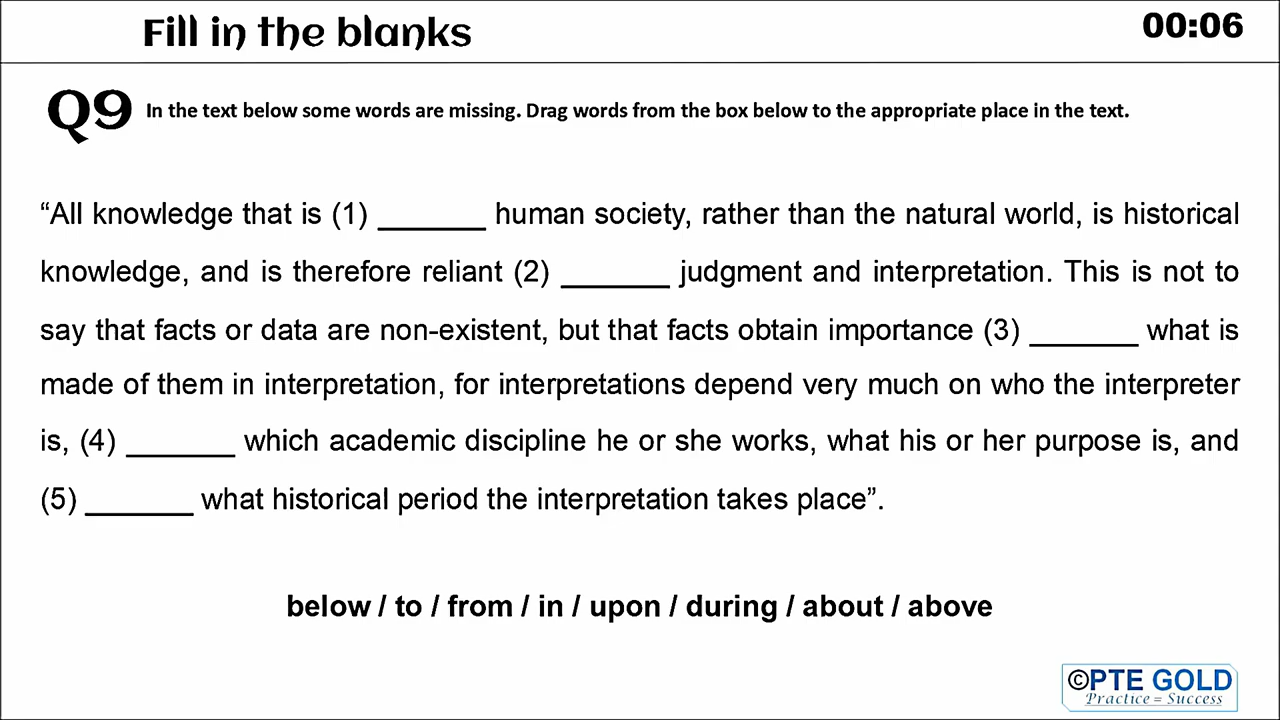 Fill in the blanks
00:06
Q9 In the text below some words are missing. Drag words from the box below to the appropriate place in the text.
“All knowledge that is (1) _______ human society, rather than the natural world, is historical
knowledge, and is therefore reliant (2) _______ judgment and interpretation. This is not to
say that facts or data are non-existent, but that facts obtain importance (3) _______ what is
made of them in interpretation, for interpretations depend very much on who the interpreter
is, (4) _______ which academic discipline he or she works, what his or her purpose is, and
(5) _______ what historical period the interpretation takes place”.
below / to / from / in / upon / during / about / above
©PTE GOLD
Practice = Success